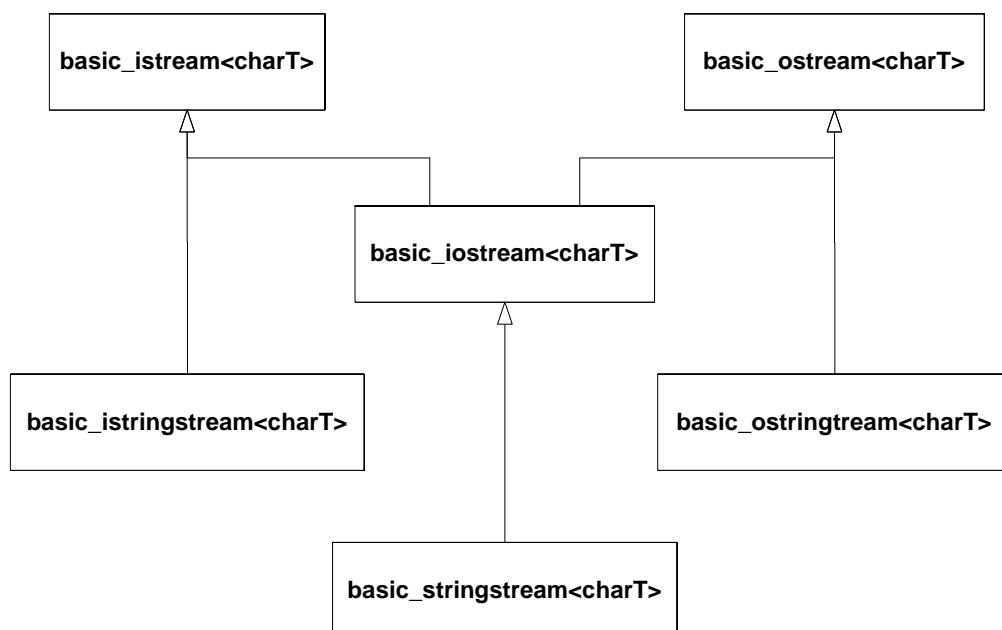 basic_istream<charT>
basic_ostream<charT>
basic_iostream<charT>
basic_istringstream<charT>
basic_ostringtream<charT>
basic_stringstream<charT>